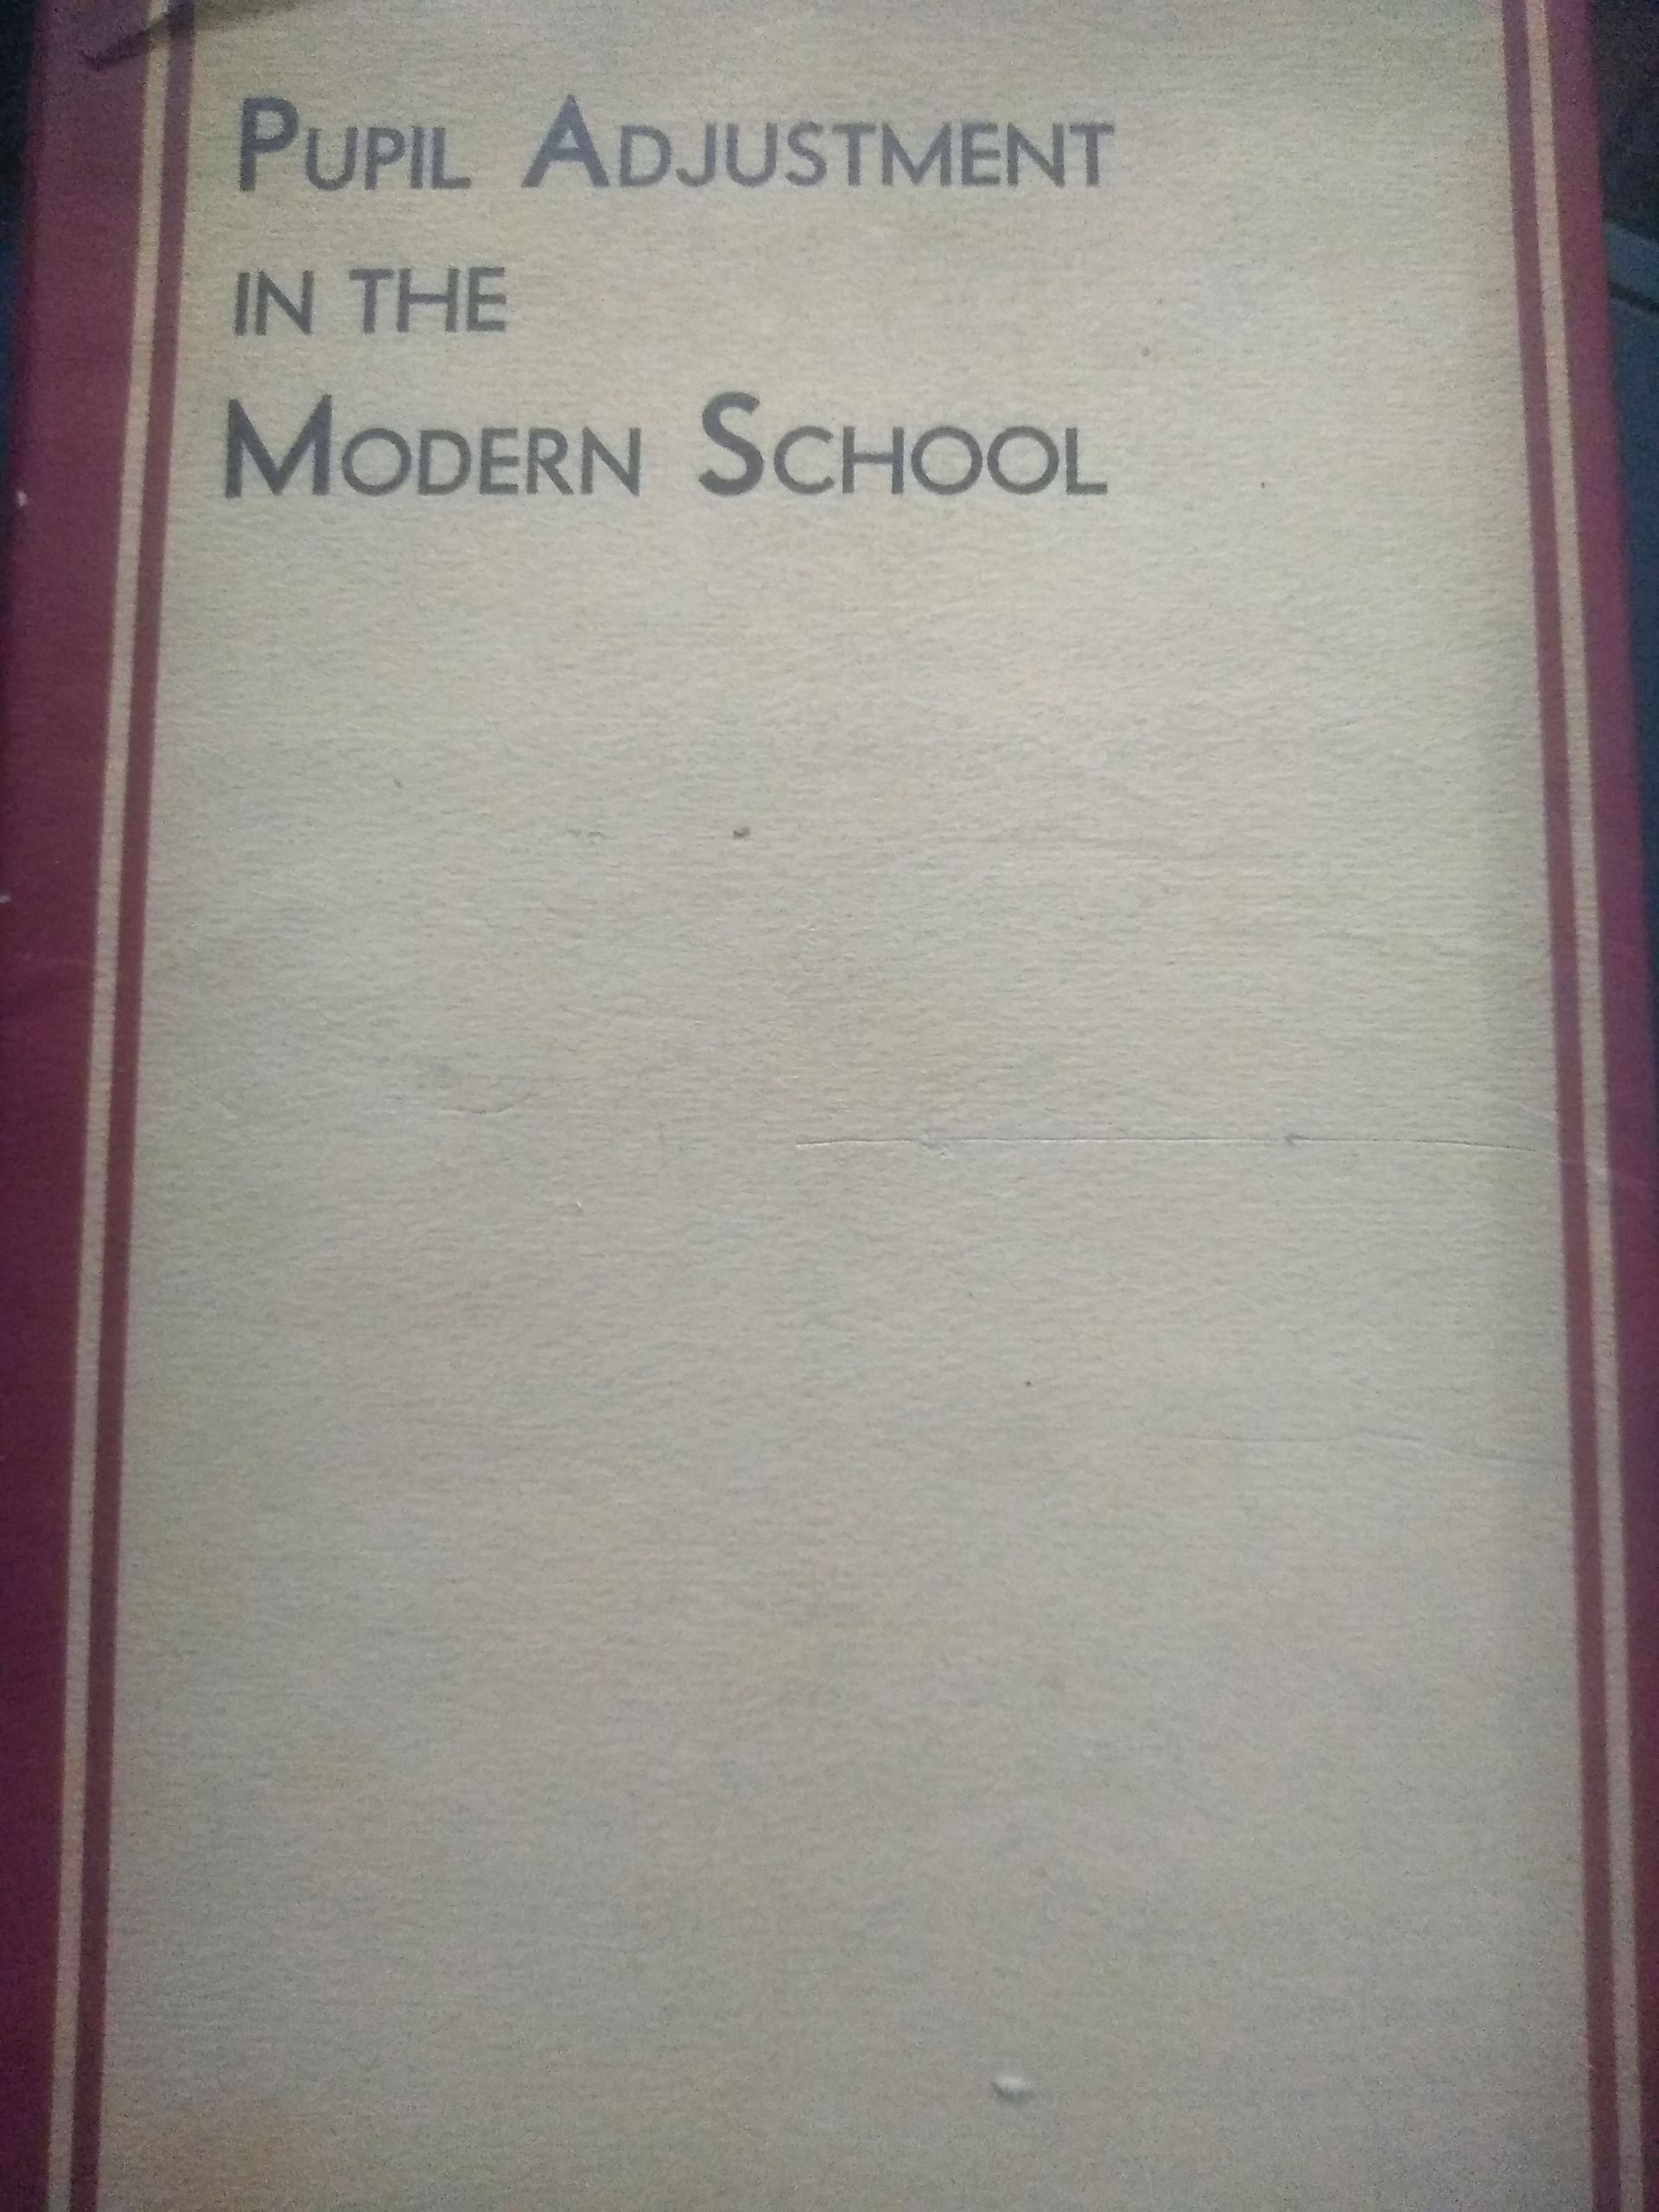 PUPIL ADJUSTMENT
IN THE
MODERN SCHOOL